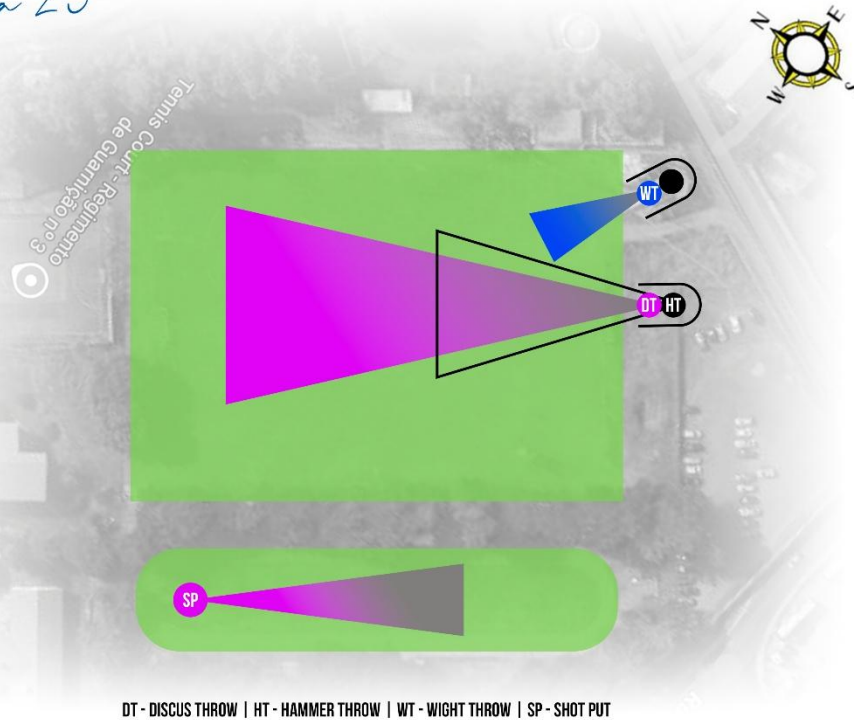 a 25
N
E
W
Tennis Court - Regimento
de Guarnição nº 3
WT
DT HT
SP
DT - DISCUS THROW | HT - HAMMER THROW | WT - WIGHT THROW | SP - SHOT PUT